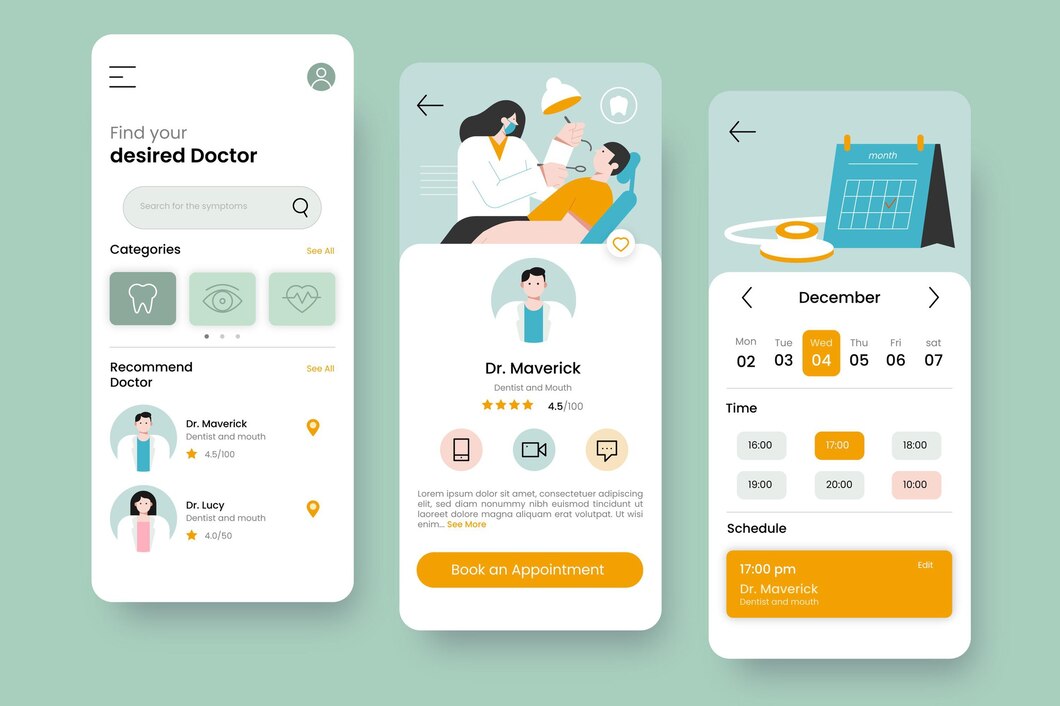 Find your
desired Doctor
Search for the symptoms
Categories
See All
Recommend
Doctor
See All
Dr. Maverick
Dentist and mouth
4.5/100
Dr. Lucy
Dentist and mouth
4.0/50
Dr. Maverick
Dentist and Mouth
4.5/100
Lorem ipsum dolor sit amet, consectetuer adipiscing
elit, sed diam nonummy nibh euismod tincidunt ut
laoreet dolore magna aliquam erat volutpat. Ut wisi
enim... See More
Book an Appointment
month
December
Mon Tue Wed Thu Fri sat
02 03 04 05 06 07
Time
16:00 17:00 18:00
19:00 20:00 10:00
Schedule
17:00 pm
Edit
Dr. Maverick
Dentist and mouth